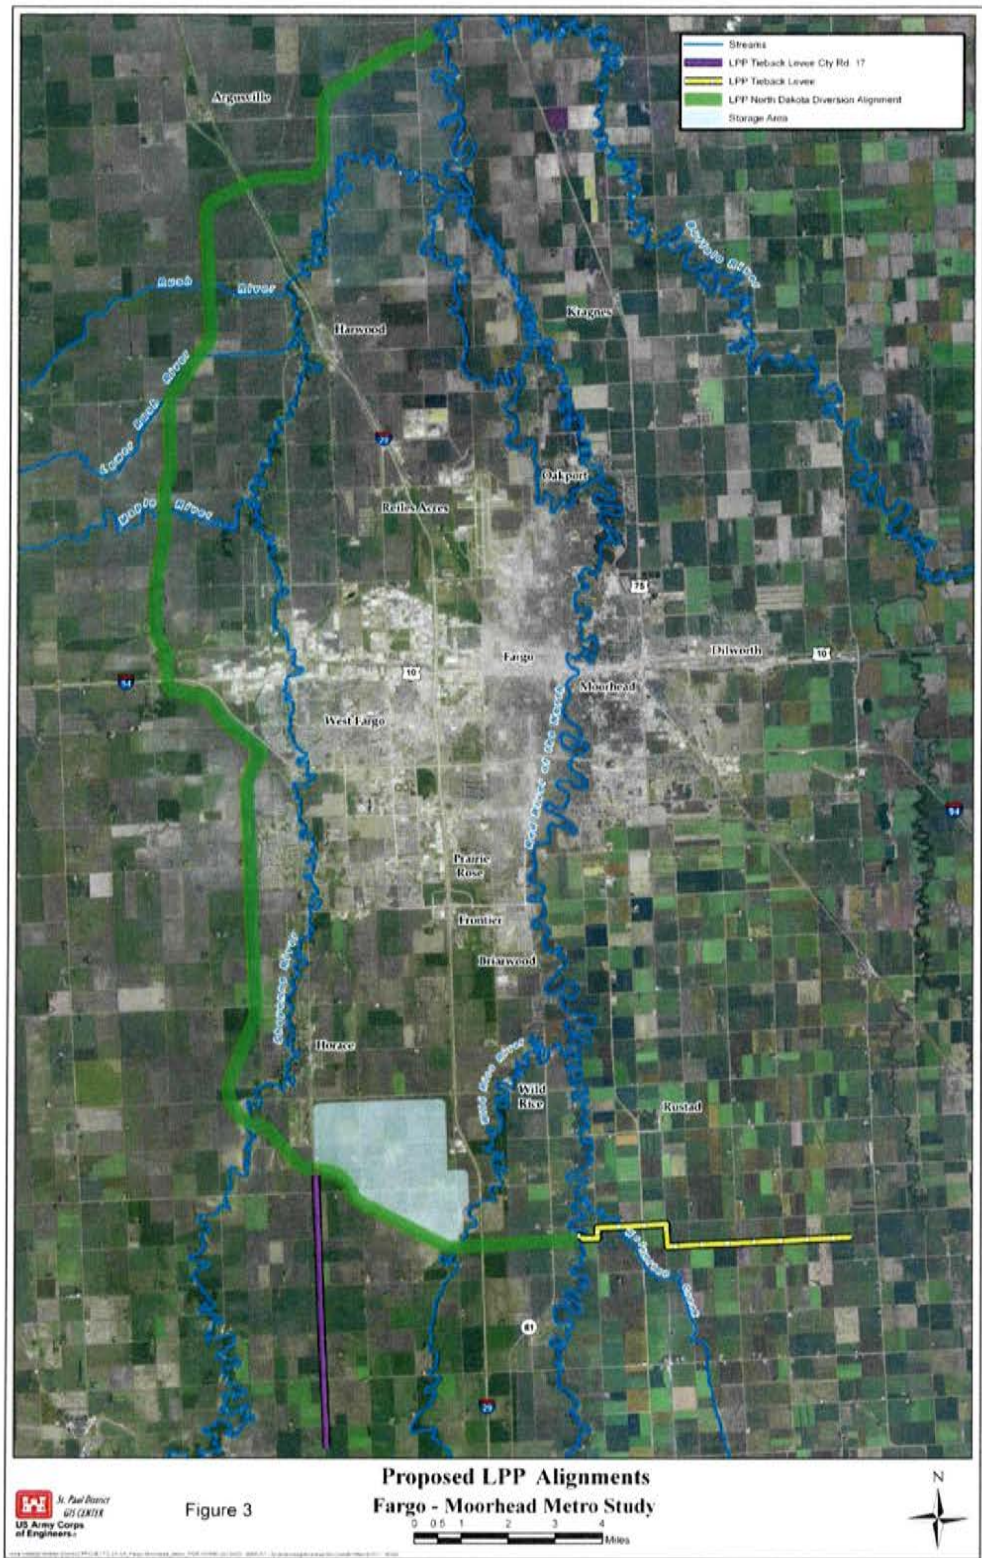 Streams
LPP Tieback Levee Cty Rd. 17
LPP Tieback Levee
LPP North Dakota Diversion Alignment
Storage Area
Argusville
Buffalo River
Rush River
Harwood
Kragnes
Lower Rush River
29
Oakport
Maple River
Reiles Acres
75
Fargo
Dilworth
10
10
94
Moorhead
West Fargo
Red River of the North
94
Prairie
Rose
Frontier
Briarwood
Sheyenne River
Horace
Wild Rice River
Wild
Rice
Rustad
81
29
Proposed LPP Alignments
Fargo - Moorhead Metro Study
0 0.5 1 2 3 4
Miles
N
St. Paul District
GIS CENTER
US Army Corps
of Engineers
Figure 3